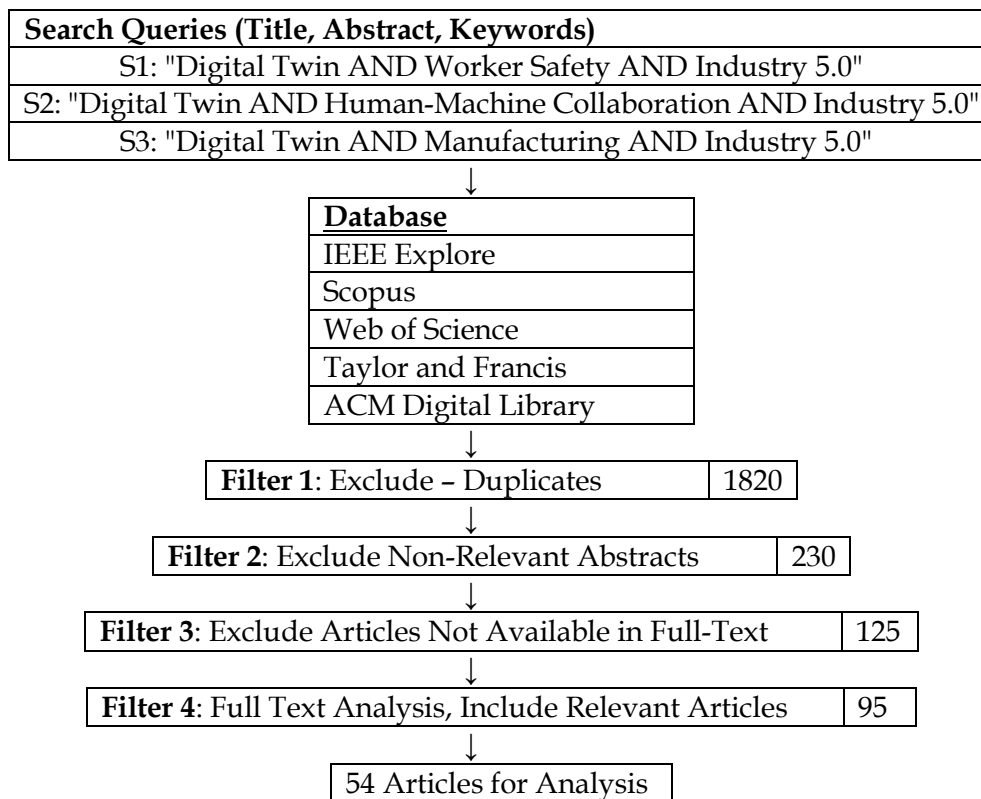 Search Queries (Title, Abstract, Keywords)
S1: "Digital Twin AND Worker Safety AND Industry 5.0"
S2: "Digital Twin AND Human-Machine Collaboration AND Industry 5.0"
S3: "Digital Twin AND Manufacturing AND Industry 5.0"
↓
Database
IEEE Explore
Scopus
Web of Science
Taylor and Francis
ACM Digital Library
↓
Filter 1: Exclude – Duplicates 1820
↓
Filter 2: Exclude Non-Relevant Abstracts 230
↓
Filter 3: Exclude Articles Not Available in Full-Text 125
↓
Filter 4: Full Text Analysis, Include Relevant Articles 95
↓
54 Articles for Analysis